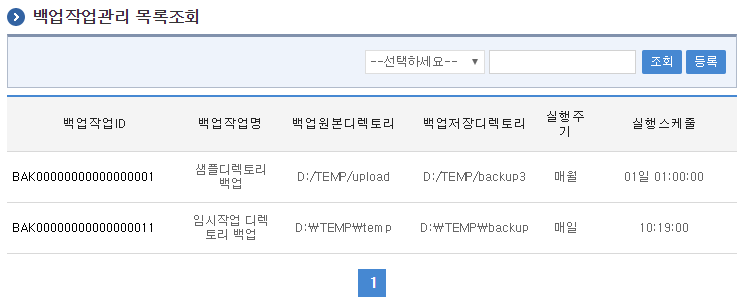 백업작업관리 목록조회
--선택하세요-- 조회 등록
백업작업ID 백업작업명 백업원본디렉토리 백업저장디렉토리 실행주 실행스케줄
기
BAK00000000000000001 샘플디렉토리 D:/TEMP/upload D:/TEMP/backup3 매월 01일 01:00:00
백업
BAK00000000000000011 임시작업 디렉 D:₩TEMP₩temp D:₩TEMP₩backup 매일 10:19:00
토리 백업
1